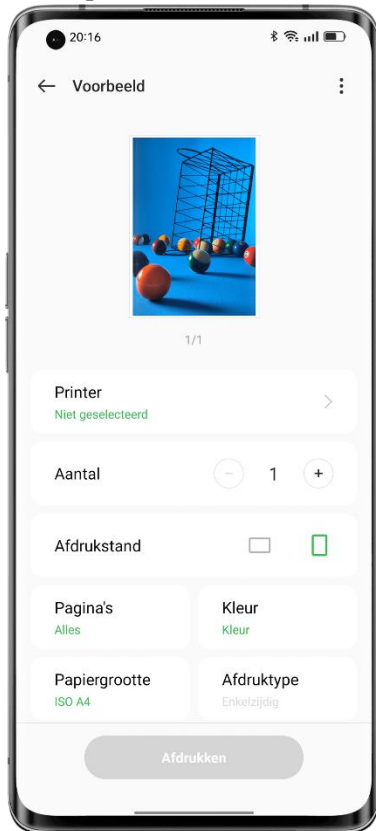 20:16
Voorbeeld
1/1
Printer
Niet geselecteerd
Aantal
1
Afdrukstand
Pagina's
Alles
Kleur
Kleur
Papiergrootte
ISO A4
Afdruktype
Enkelzijdig
Afdrukken